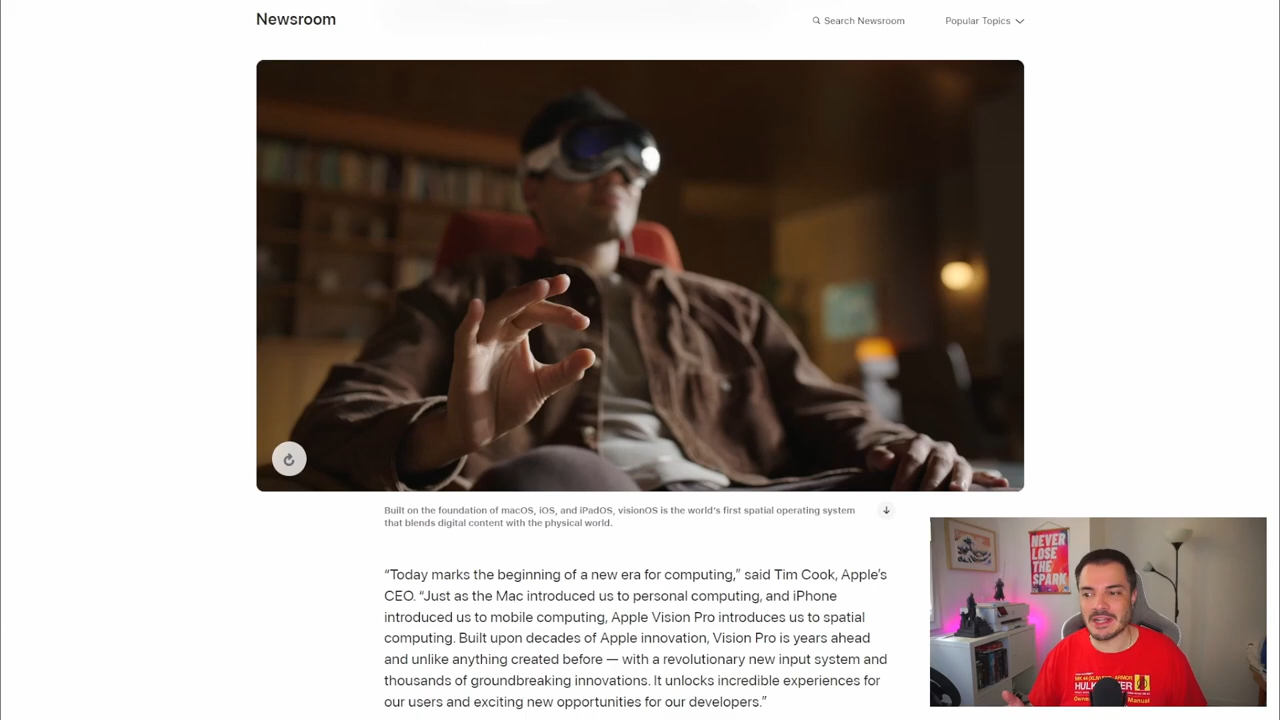 Newsroom
Search Newsroom
Popular Topics
Built on the foundation of macOS, iOS, and iPadOS, visionOS is the world's first spatial operating system
that blends digital content with the physical world.
“Today marks the beginning of a new era for computing,” said Tim Cook, Apple’s
CEO. “Just as the Mac introduced us to personal computing, and iPhone
introduced us to mobile computing, Apple Vision Pro introduces us to spatial
computing. Built upon decades of Apple innovation, Vision Pro is years ahead
and unlike anything created before — with a revolutionary new input system and
thousands of groundbreaking innovations. It unlocks incredible experiences for
our users and exciting new opportunities for our developers.”
NEVER
LOSE
THE
SPARK
Manual